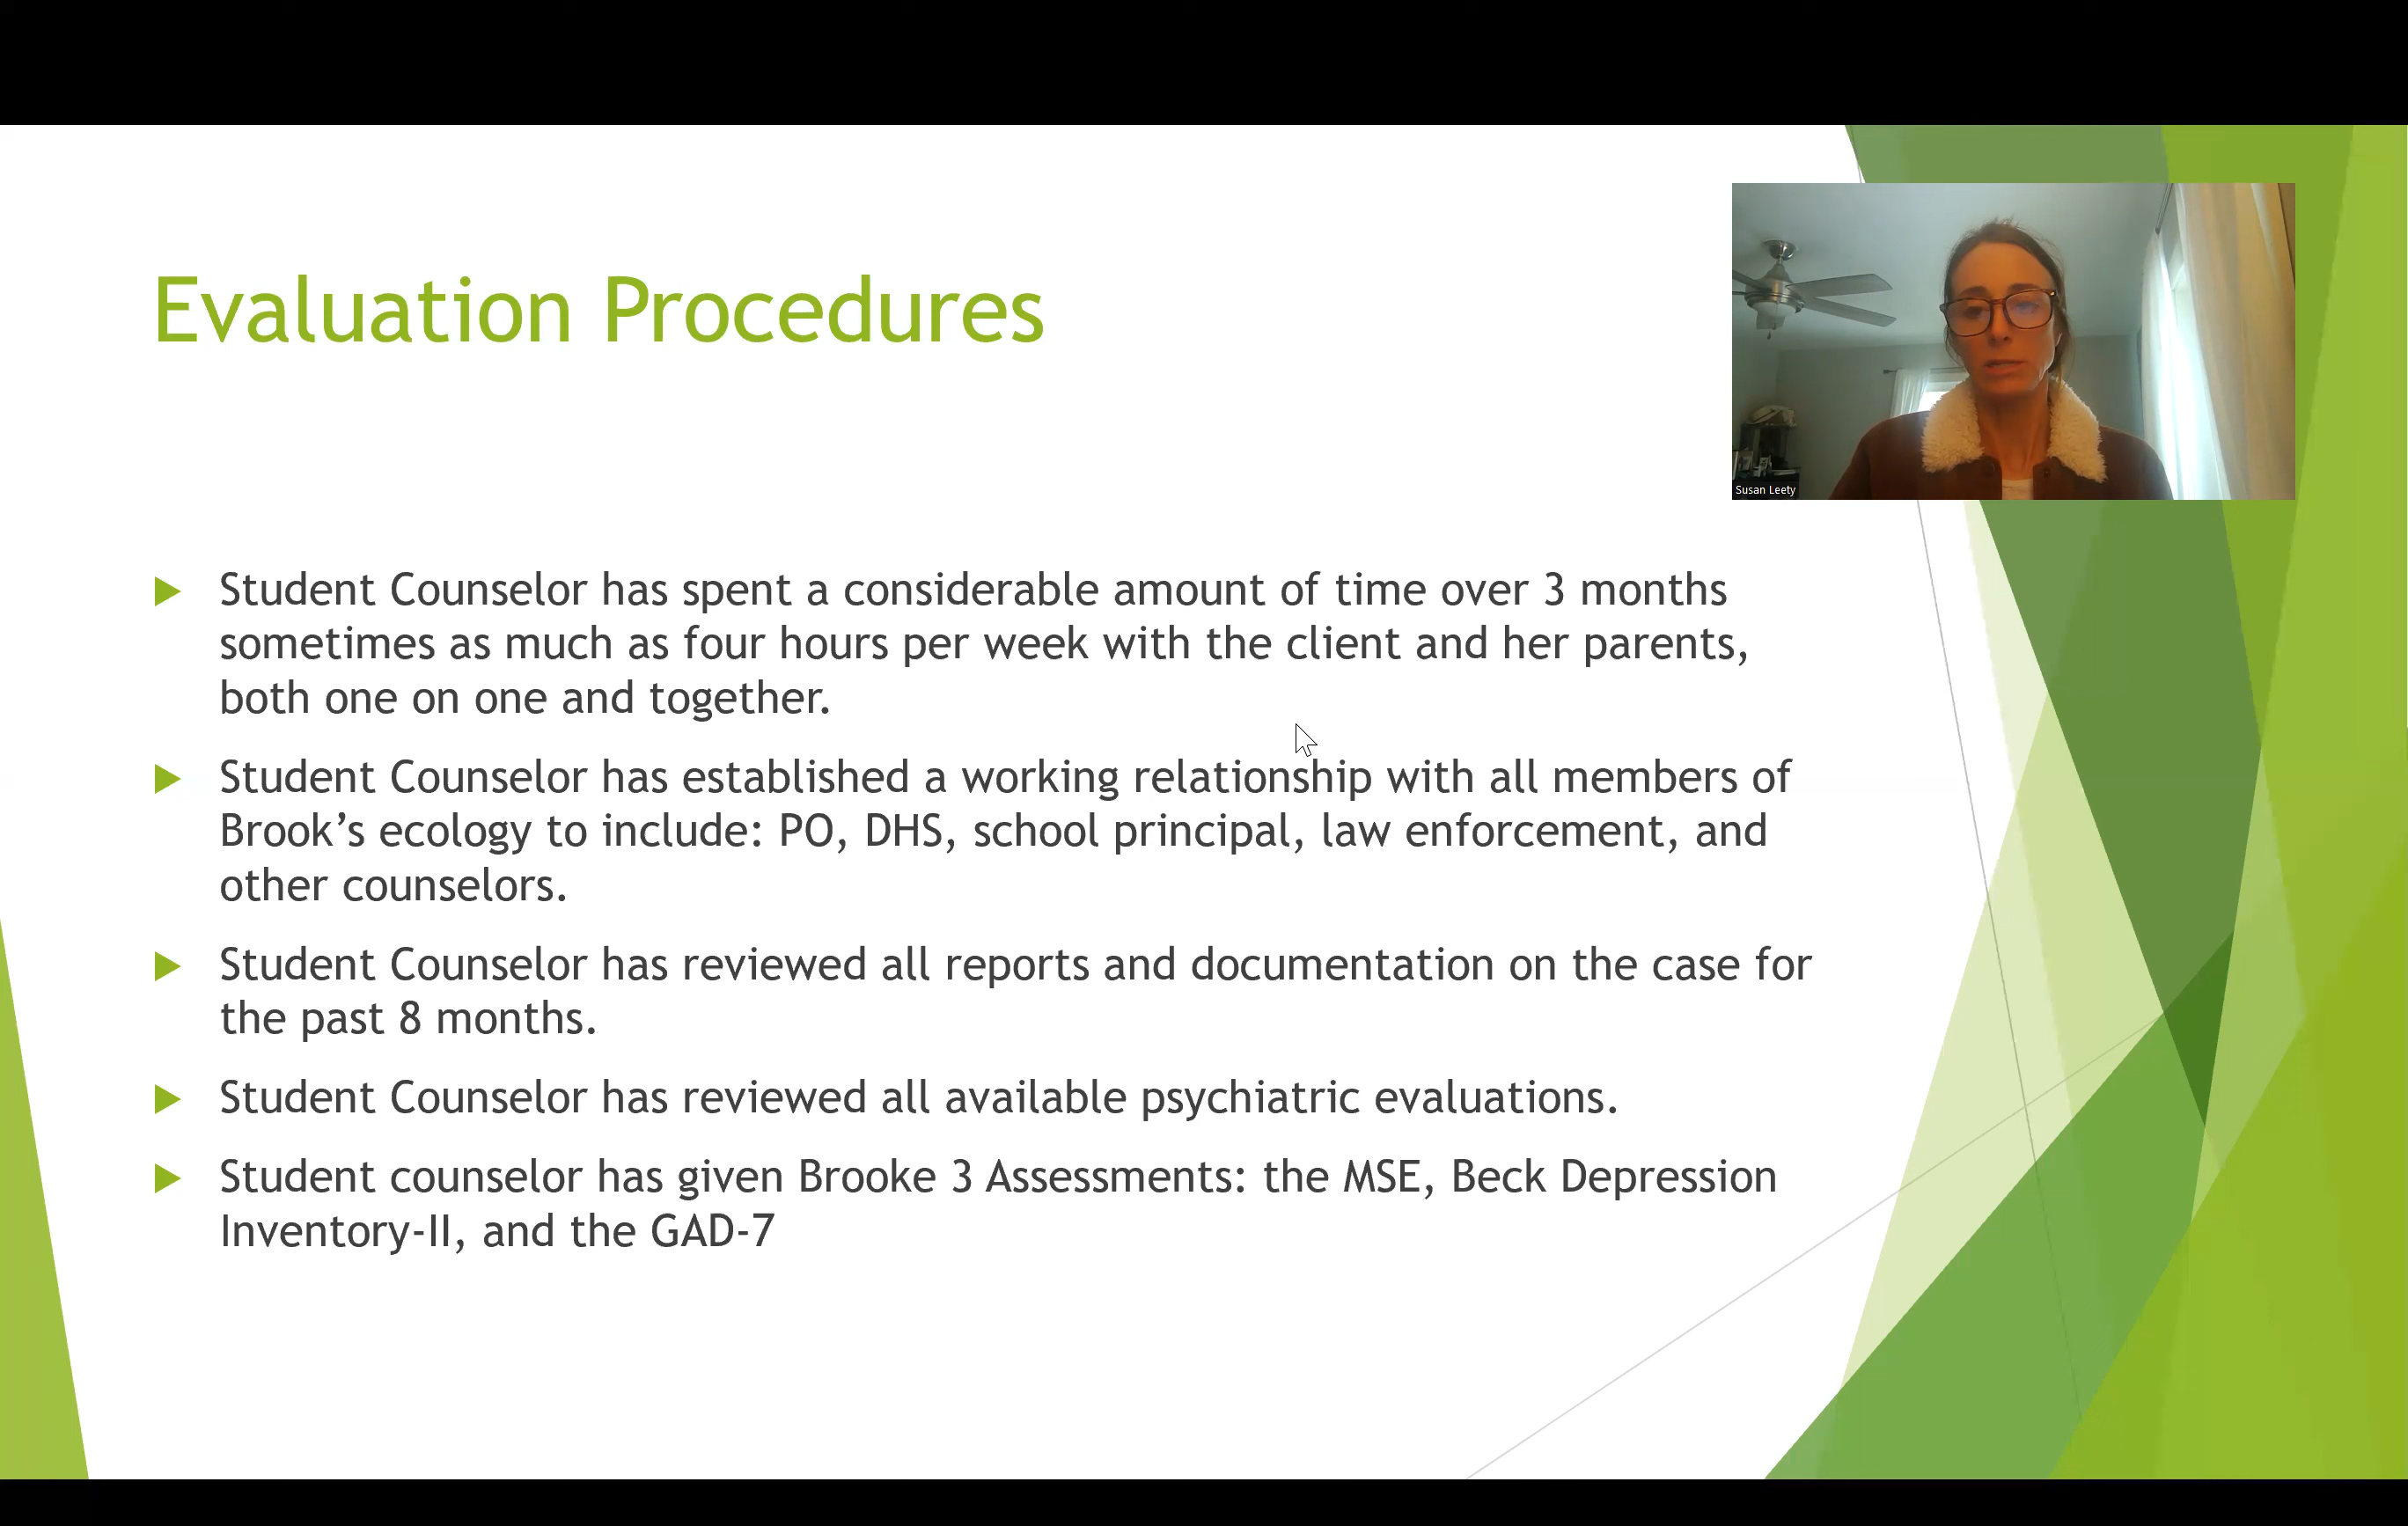 Evaluation Procedures
Susan Leety
Student Counselor has spent a considerable amount of time over 3 months
sometimes as much as four hours per week with the client and her parents,
both one on one and together.
Student Counselor has established a working relationship with all members of
Brook’s ecology to include: PO, DHS, school principal, law enforcement, and
other counselors.
Student Counselor has reviewed all reports and documentation on the case for
the past 8 months.
Student Counselor has reviewed all available psychiatric evaluations.
Student counselor has given Brooke 3 Assessments: the MSE, Beck Depression
Inventory-II, and the GAD-7